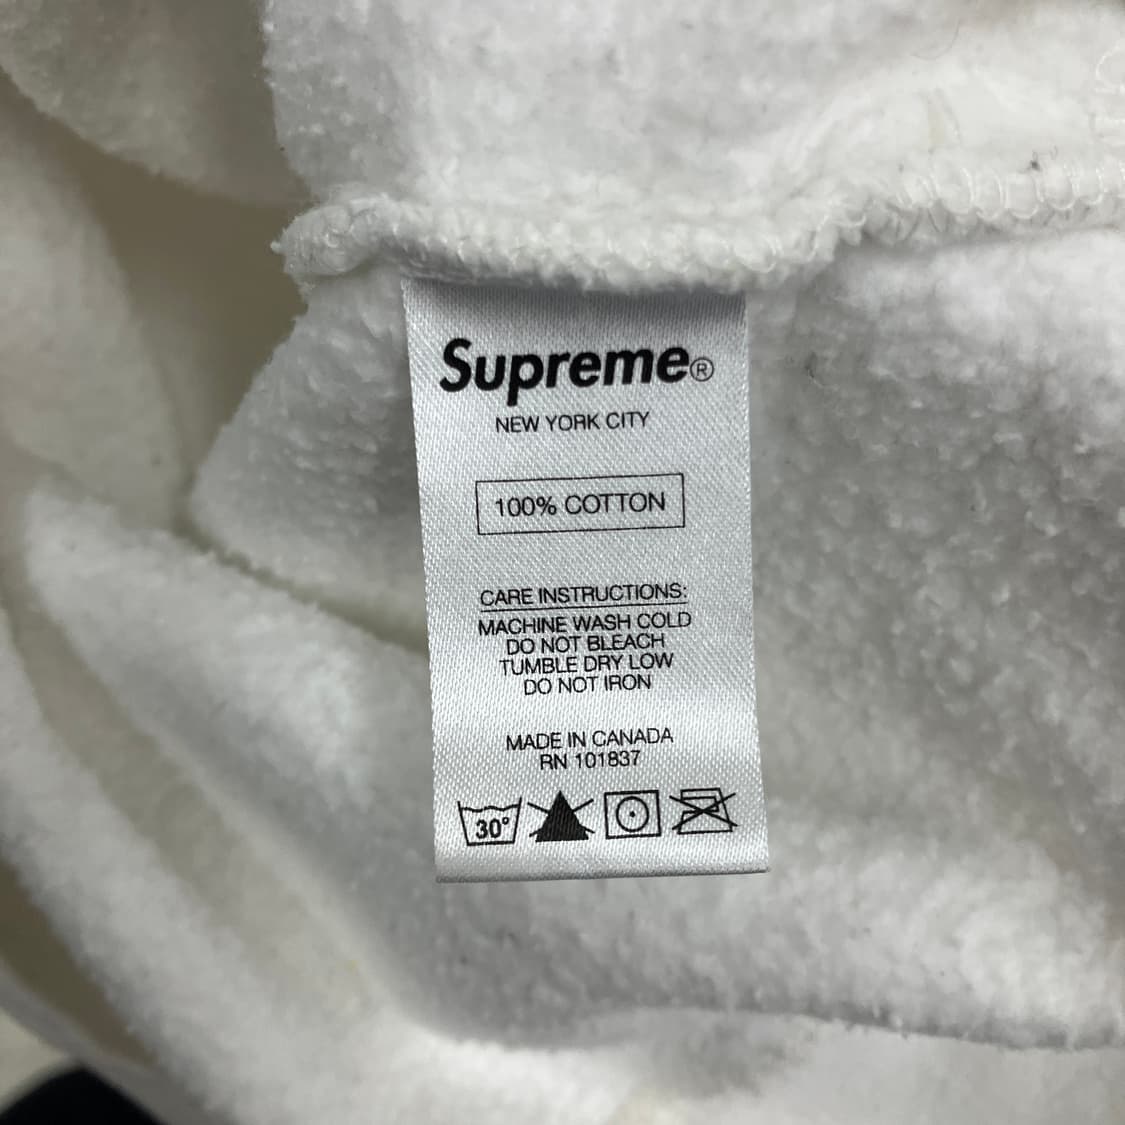 Supreme®
NEW YORK CITY
100% COTTON
CARE INSTRUCTIONS:
MACHINE WASH COLD
DO NOT BLEACH
TUMBLE DRY LOW
DO NOT IRON
MADE IN CANADA
RN 101837
30°